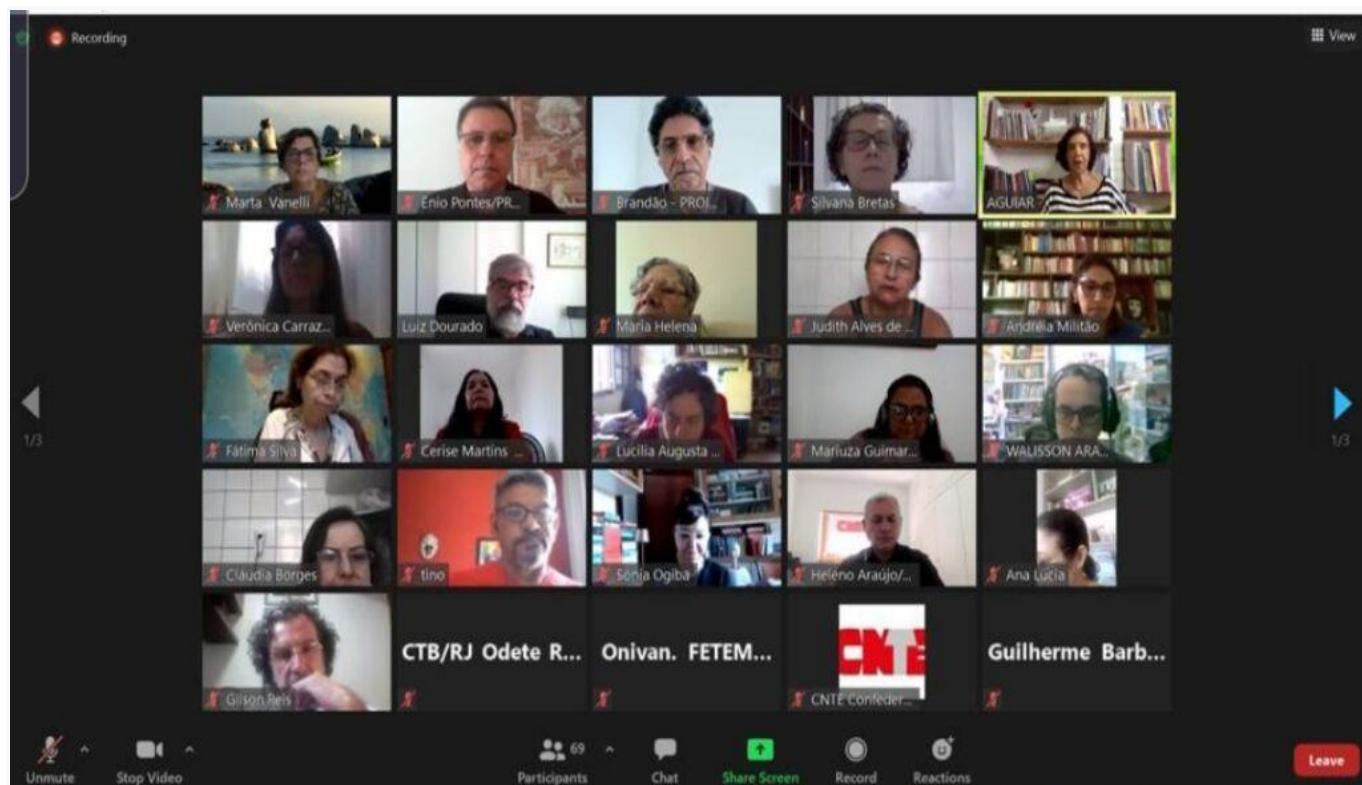 Recording
View
Marta Vanelli
Enio Pontes/PR...
Brandão - PROI...
Silvana Bretas
AGUIAR
Verônica Carraz...
Luiz Dourado
Maria Helena
Judith Alves de ...
Andréia Militão
Fátima Silva
Cerise Martins ...
Lucilia Augusta ...
Mariuza Guimar...
WALISSON ARA...
Cláudia Borges
tino
Sônia Ogiba
Heleno Araújo/...
Ana Lúcia
Gilson Reis
CTB/RJ Odete R...
Onivan. FETEM...
CNTE
CNTE Confeder...
Guilherme Barb...
1/3
1/3
Unmute
Stop Video
69
Participants
Chat
Share Screen
Record
Reactions
Leave